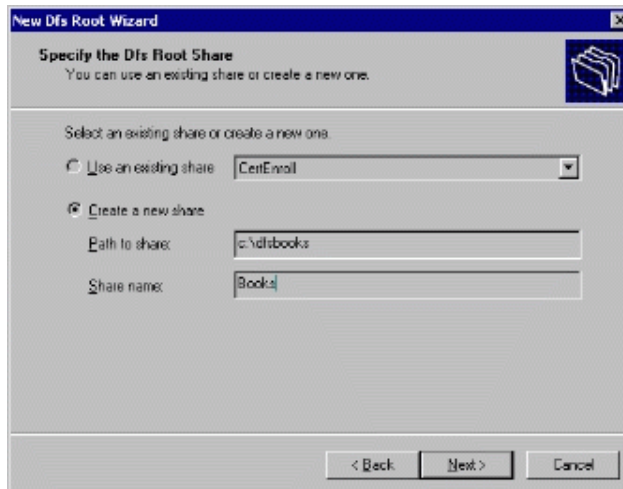 New Dfs Root Wizard
Specify the Dfs Root Share
You can use an existing share or create a new one.
Select an existing share or create a new one.
Use an existing share CertEnroll
Create a new share
Path to share: c:\dfsbooks
Share name: Books
< Back Next > Cancel